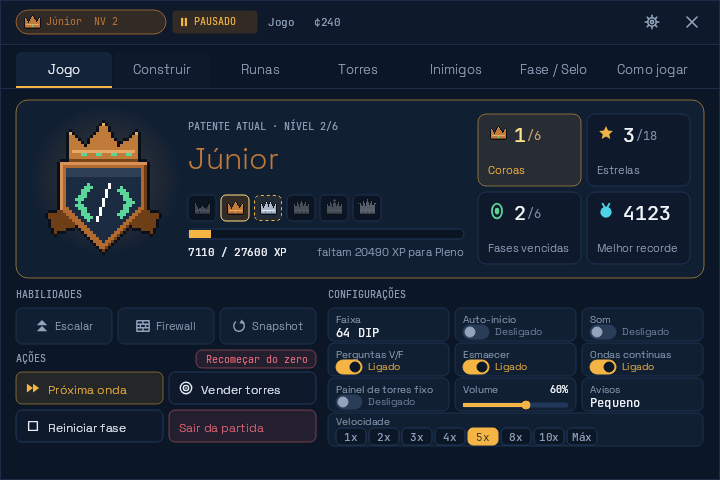 Júnior NV 2 PAUSADO Jogo ¢240
Jogo Construir Runas Torres Inimigos Fase / Selo Como jogar
PATENTE ATUAL · NÍVEL 2/6
Júnior
7110 / 27600 XP faltam 20490 XP para Pleno
1/6
Coroas
3/18
Estrelas
2/6
Fases vencidas
4123
Melhor recorde
HABILIDADES
Escalar Firewall Snapshot
AÇÕES Recomeçar do zero
Próxima onda Vender torres
Reiniciar fase Sair da partida
CONFIGURAÇÕES
Faixa
64 DIP
Auto-início
Desligado
Som
Desligado
Perguntas V/F
Ligado
Esmaecer
Ligado
Ondas contínuas
Ligado
Painel de torres fixo
Desligado
Volume 60%
Avisos
Pequeno
Velocidade
1x 2x 3x 4x 5x 8x 10x Máx